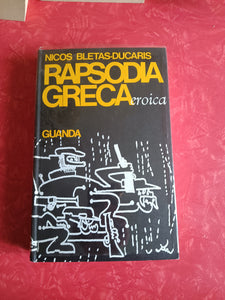 NICOS BLETAS-DUCARIS
RAPSODIA
GRECA eroica
GUANDA